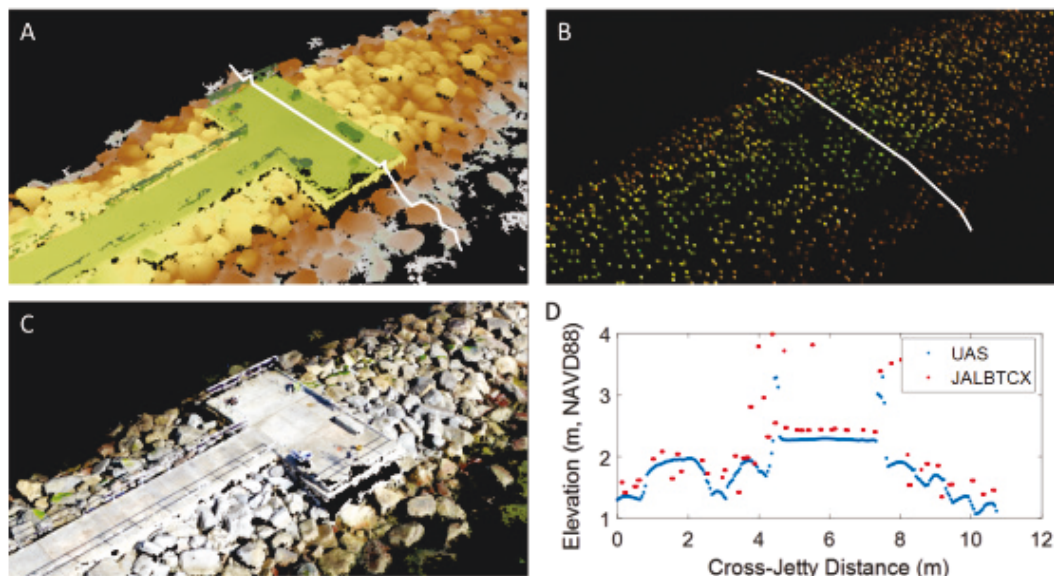 A
B
C
D
4
3
2
1
Elevation (m, NAVD88)
UAS
JALBTCX
0 2 4 6 8 10 12
Cross-Jetty Distance (m)